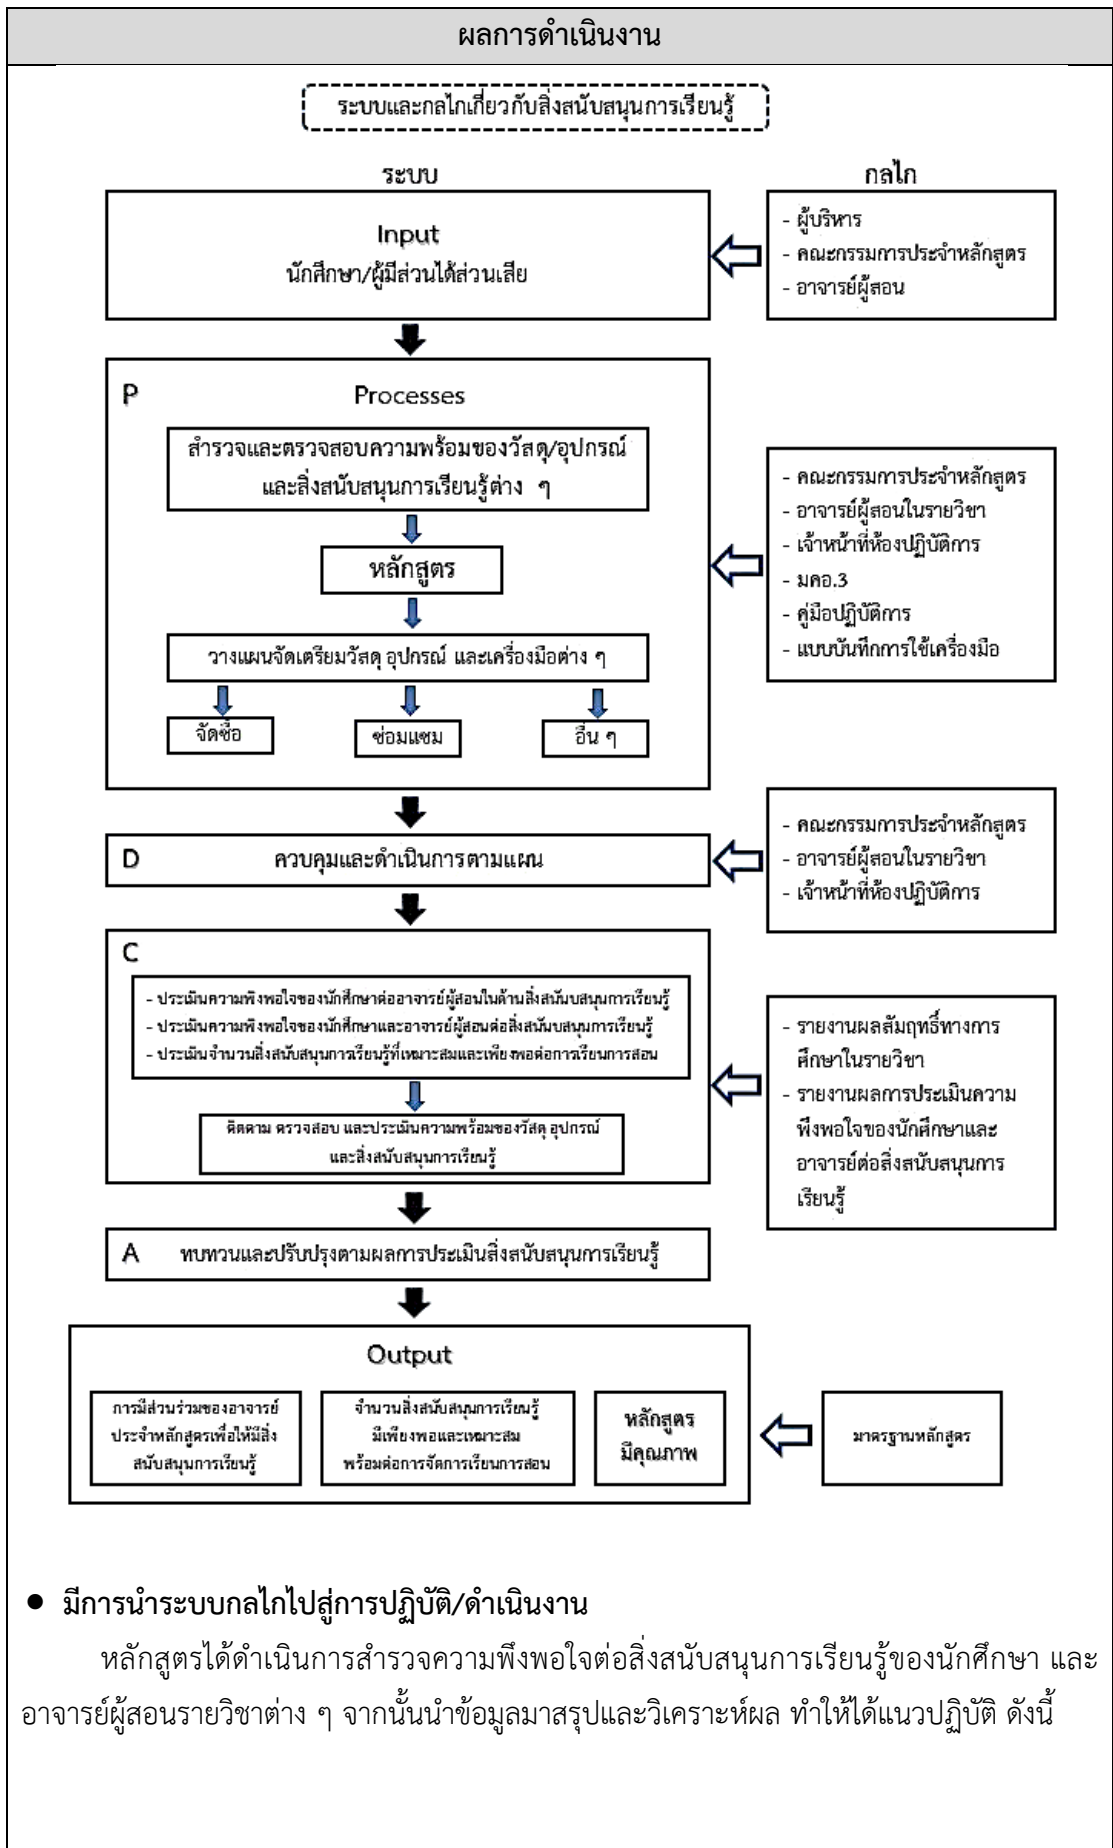 ผลการดำเนินงาน
ระบบและกลไกเกี่ยวกับสิ่งสนับสนุนการเรียนรู้
ระบบ
กลไก
Input
นักศึกษา/ผู้มีส่วนได้ส่วนเสีย
- ผู้บริหาร
- คณะกรรมการประจำหลักสูตร
- อาจารย์ผู้สอน
P
Processes
สำรวจและตรวจสอบความพร้อมของวัสดุ/อุปกรณ์
และสิ่งสนับสนุนการเรียนรู้ต่าง ๆ
หลักสูตร
วางแผนจัดเตรียมวัสดุ อุปกรณ์ และเครื่องมือต่าง ๆ
จัดซื้อ
ซ่อมแซม
อื่น ๆ
- คณะกรรมการประจำหลักสูตร
- อาจารย์ผู้สอนในรายวิชา
- เจ้าหน้าที่ห้องปฏิบัติการ
- มคอ.3
- คู่มือปฏิบัติการ
- แบบบันทึกการใช้เครื่องมือ
D
ควบคุมและดำเนินการตามแผน
- คณะกรรมการประจำหลักสูตร
- อาจารย์ผู้สอนในรายวิชา
- เจ้าหน้าที่ห้องปฏิบัติการ
C
- ประเมินความพึงพอใจของนักศึกษาต่ออาจารย์ผู้สอนในด้านสิ่งสนันบสนุนการเรียนรู้
- ประเมินความพึงพอใจของนักศึกษาและอาจารย์ผู้สอนต่อสิ่งสนันบสนุนการเรียนรู้
- ประเมินจำนวนสิ่งสนับสนุนการเรียนรู้ที่เหมาะสมและเพียงพอต่อการเรียนการสอน
ติดตาม ตรวจสอบ และประเมินความพร้อมของวัสดุ อุปกรณ์
และสิ่งสนับสนุนการเรียนรู้
- รายงานผลสัมฤทธิ์ทางการ
ศึกษาในรายวิชา
- รายงานผลการประเมินความ
พึงพอใจของนักศึกษาและ
อาจารย์ต่อสิ่งสนับสนุนการ
เรียนรู้
A
ทบทวนและปรับปรุงตามผลการประเมินสิ่งสนับสนุนการเรียนรู้
Output
การมีส่วนร่วมของอาจารย์
ประจำหลักสูตรเพื่อให้มีสิ่ง
สนับสนุนการเรียนรู้
จำนวนสิ่งสนับสนุนการเรียนรู้
มีเพียงพอและเหมาะสม
พร้อมต่อการจัดการเรียนการสอน
หลักสูตร
มีคุณภาพ
มาตรฐานหลักสูตร
● มีการนำระบบกลไกไปสู่การปฏิบัติ/ดำเนินงาน
หลักสูตรได้ดำเนินการสำรวจความพึงพอใจต่อสิ่งสนับสนุนการเรียนรู้ของนักศึกษา และ
อาจารย์ผู้สอนรายวิชาต่าง ๆ จากนั้นนำข้อมูลมาสรุปและวิเคราะห์ผล ทำให้ได้แนวปฏิบัติ ดังนี้